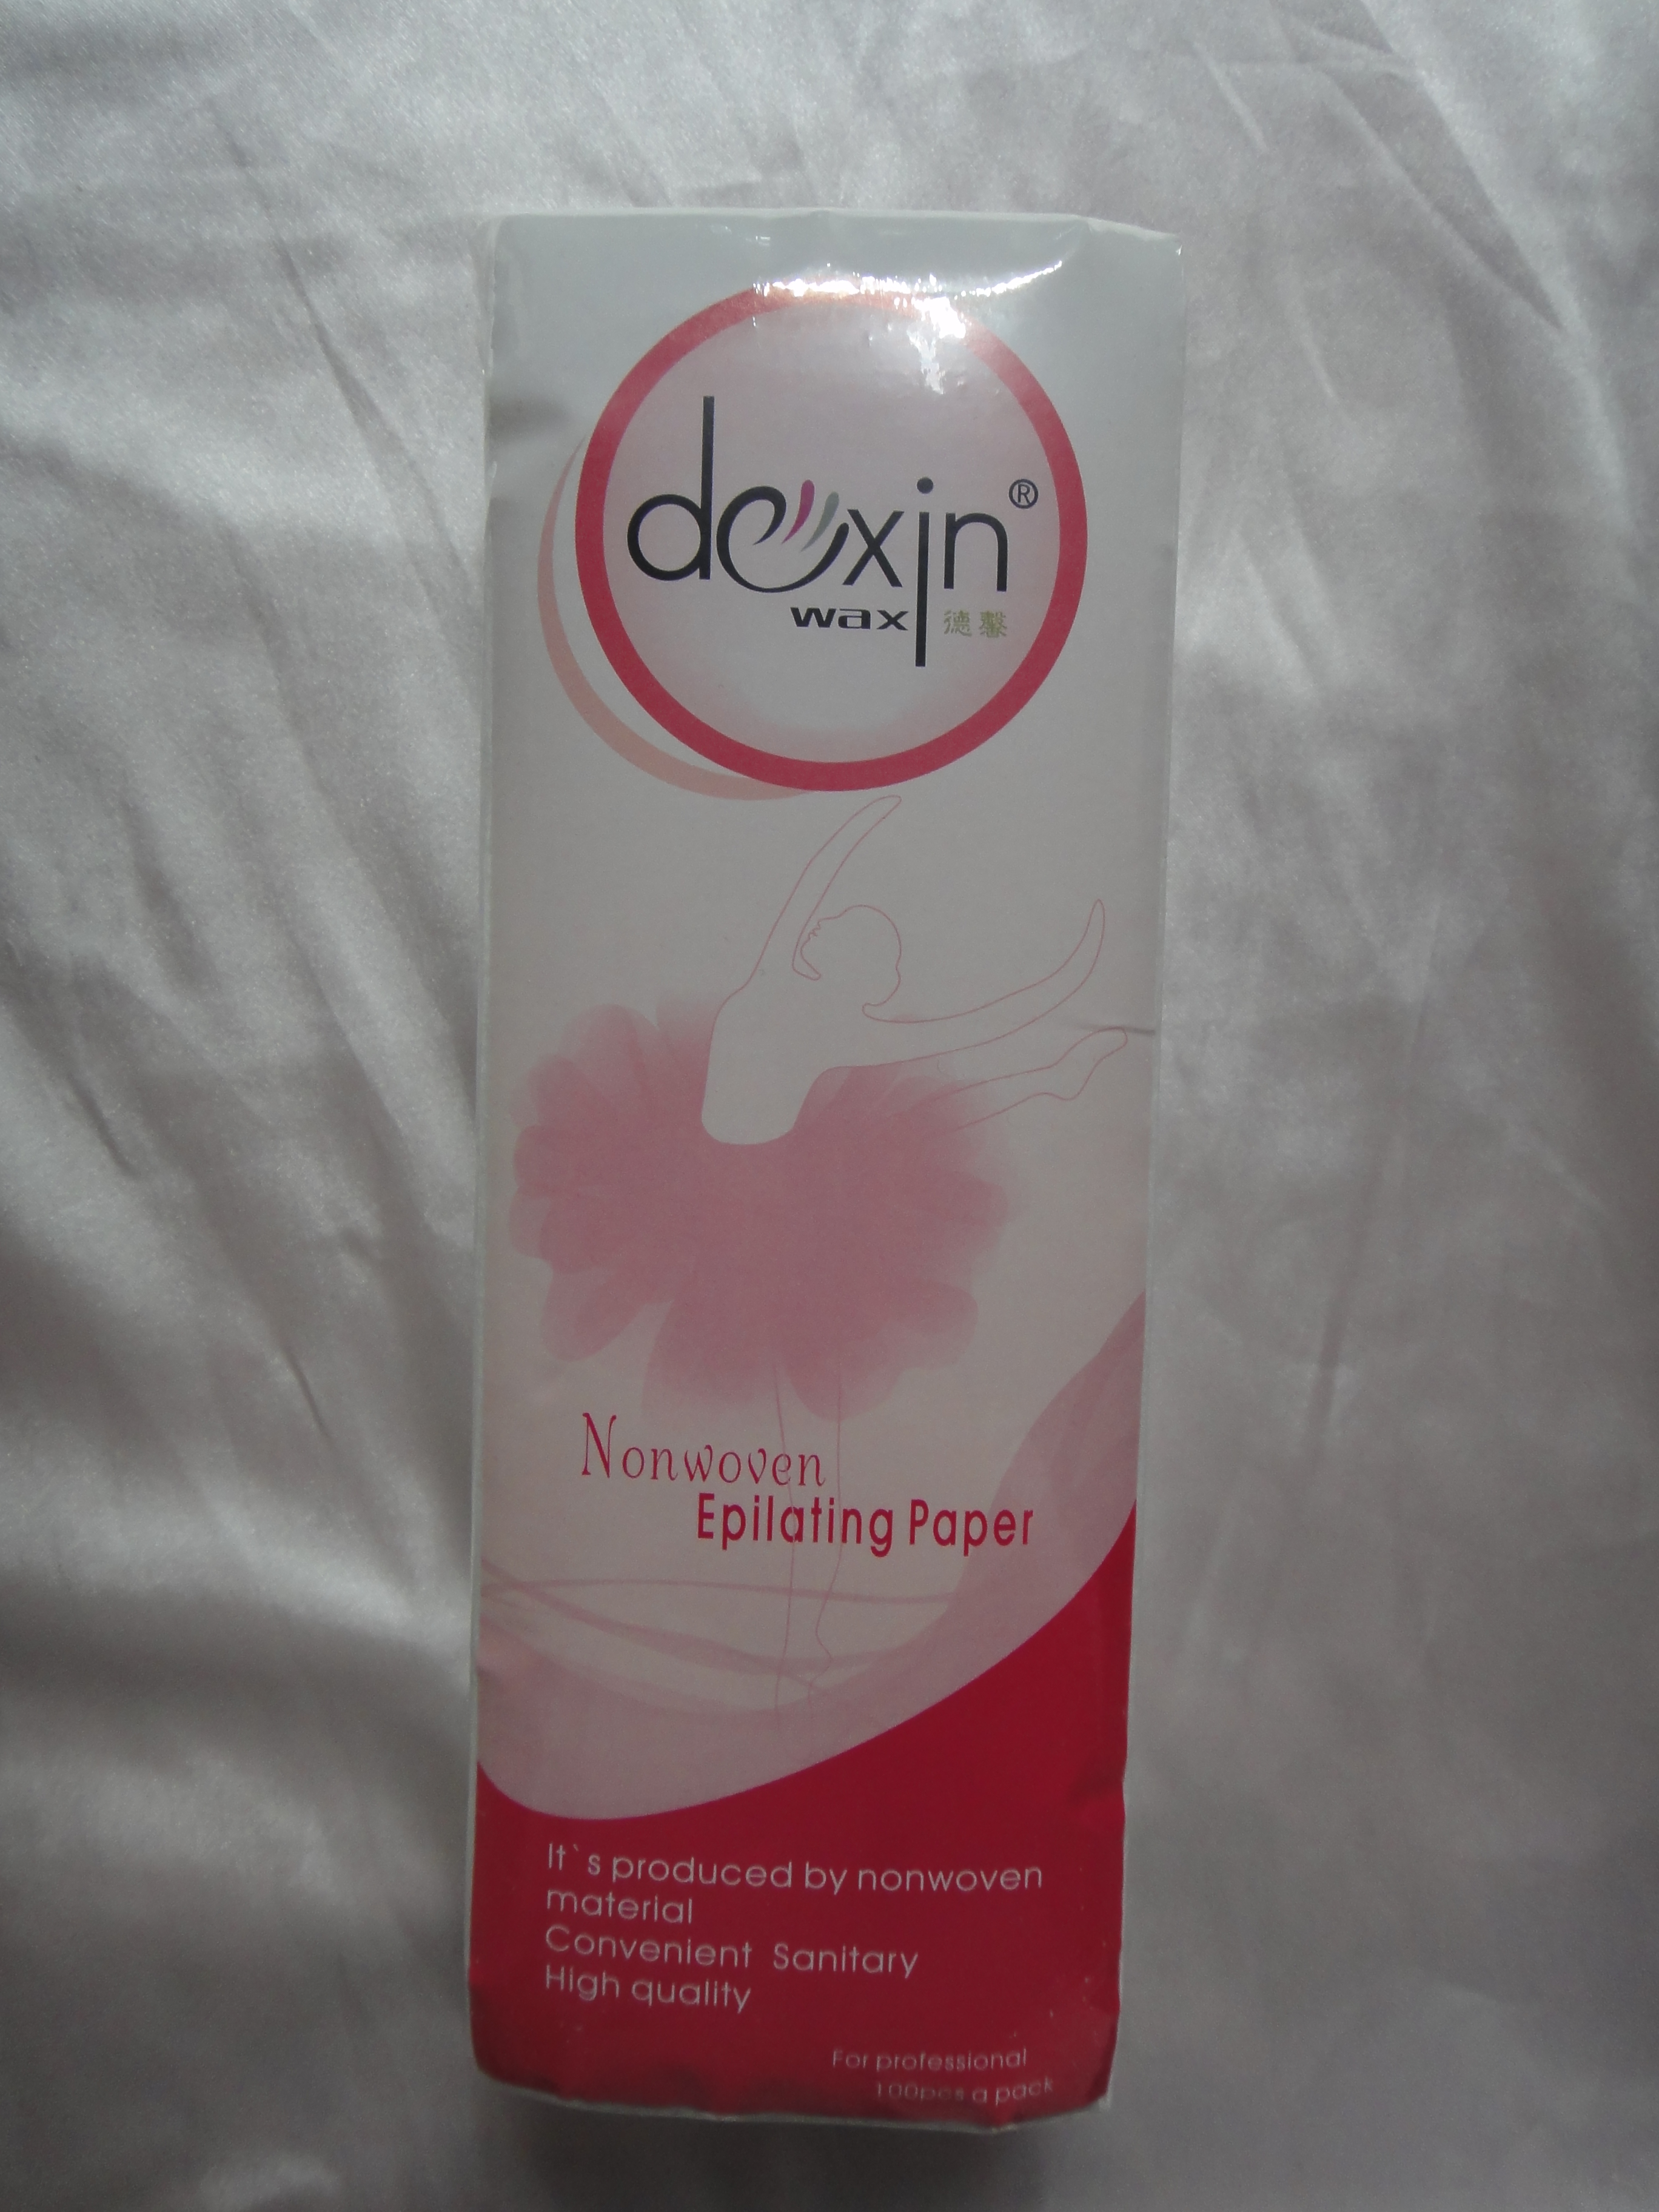 dexin®
wax 德馨
Nonwoven
Epilating Paper
It`s produced by nonwoven
material
Convenient Sanitary
High quality
For professional
100pcs a pack